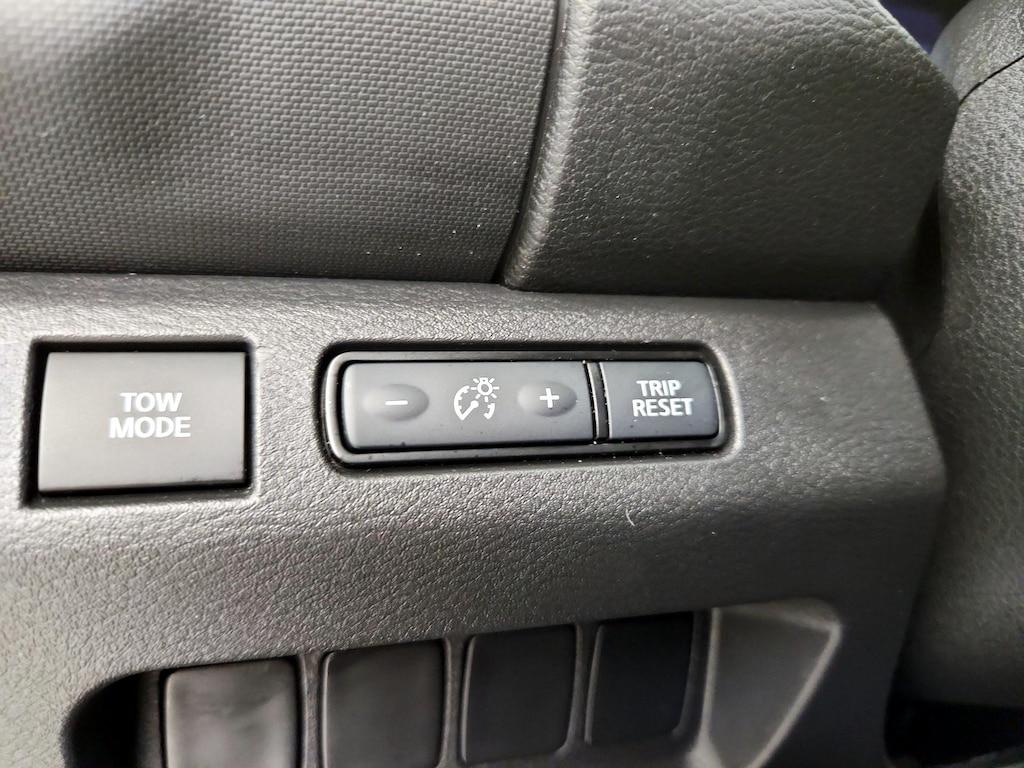 TOW
MODE
-
+
TRIP
RESET